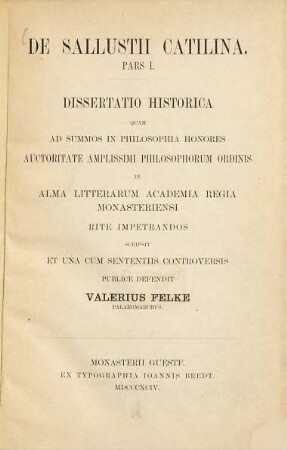 DE SALLUSTII CATILINA.
PARS I.
DISSERTATIO HISTORICA
QUAM
AD SUMMOS IN PHILOSOPHIA HONORES
AUCTORITATE AMPLISSIMI PHILOSOPHORUM ORDINIS
IN
ALMA LITTERARUM ACADEMIA REGIA
MONASTERIENSI
RITE IMPETRANDOS
SCRIPSIT
ET UNA CUM SENTENTIIS CONTROVERSIS
PUBLICE DEFENDIT
VALERIUS FELKE
PALAEOMARCHUS.
MONASTERII GUESTF.
EX TYPOGRAPHIA IOANNIS BREDT.
MDCCCXCIV.